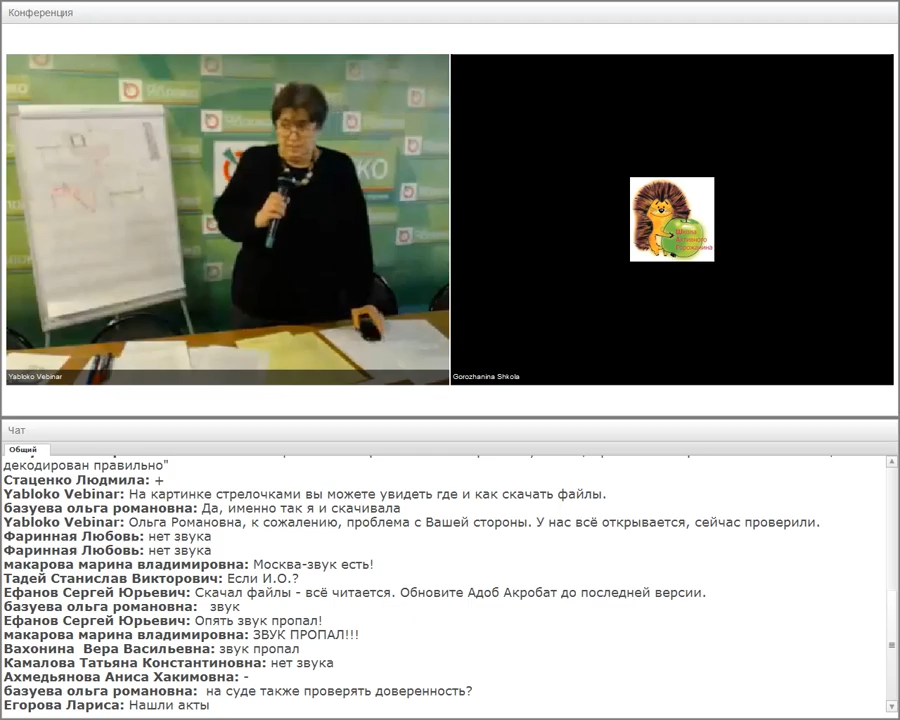 Конференция
КО
Школа
Активного
Горожанина
Yabloko Vebinar
Gorozhanina Shkola
Чат
Общий
декодирован правильно"
Стаценко Людмила: +
Yabloko Vebinar: На картинке стрелочками вы можете увидеть где и как скачать файлы.
базуева ольга романовна: Да, именно так я и скачивала
Yabloko Vebinar: Ольга Романовна, к сожалению, проблема с Вашей стороны. У нас всё открывается, сейчас проверили.
Фаринная Любовь: нет звука
Фаринная Любовь: нет звука
макарова марина владимировна: Москва-звук есть!
Тадей Станислав Викторович: Если И.О.?
Ефанов Сергей Юрьевич: Скачал файлы - всё читается. Обновите Адоб Акробат до последней версии.
базуева ольга романовна: звук
Ефанов Сергей Юрьевич: Опять звук пропал!
макарова марина владимировна: ЗВУК ПРОПАЛ!!!
Вахонина Вера Васильевна: звук пропал
Камалова Татьяна Константиновна: нет звука
Ахмедьянова Аниса Хакимовна: -
базуева ольга романовна: на суде также проверять доверенность?
Егорова Лариса: Нашли акты